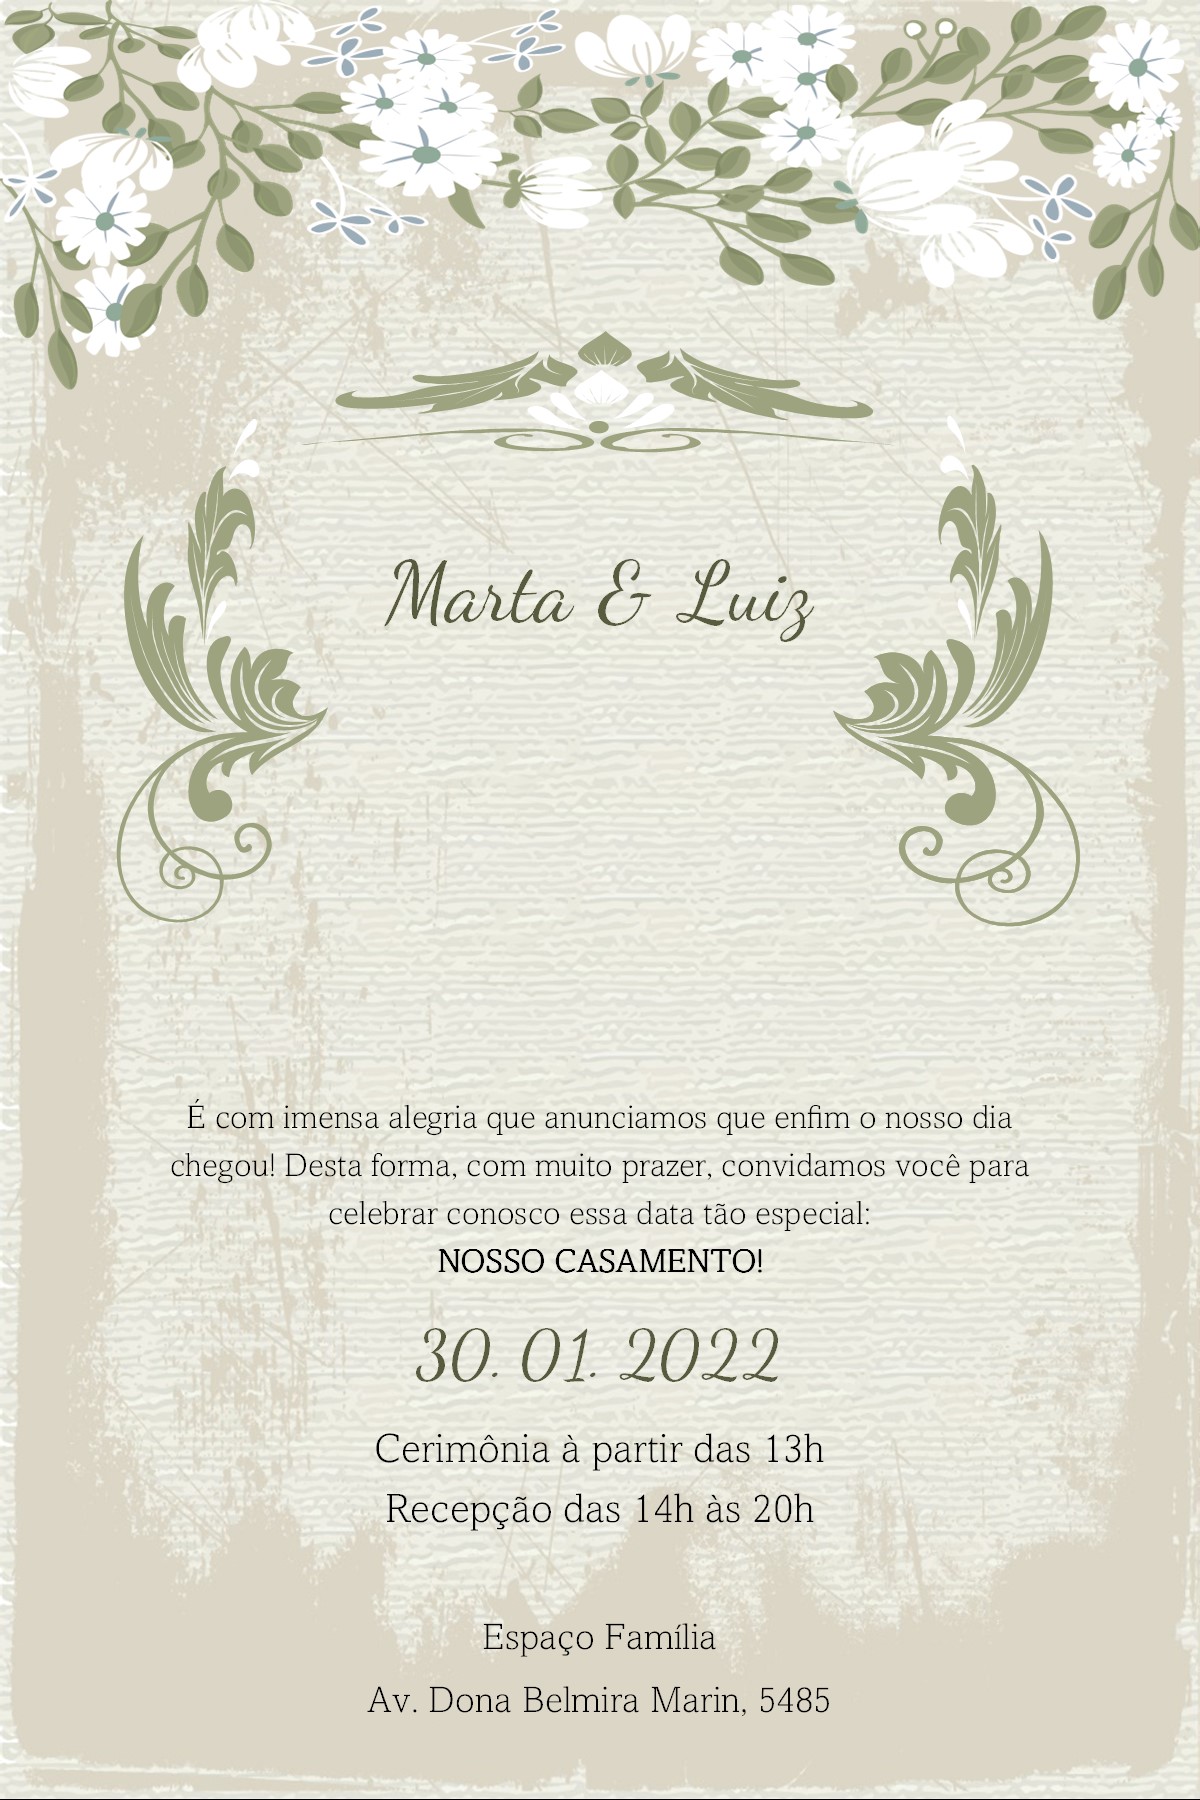 Marta & Luiz
É com imensa alegria que anunciamos que enfim o nosso dia
chegou! Desta forma, com muito prazer, convidamos você para
celebrar conosco essa data tão especial:
NOSSO CASAMENTO!
30. 01. 2022
Cerimônia à partir das 13h
Recepção das 14h às 20h
Espaço Família
Av. Dona Belmira Marin, 5485